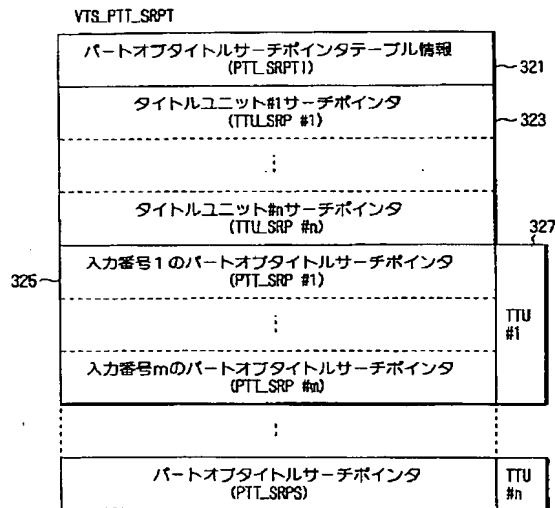 VTS_PTT_SRPT
パートオブタイトルサーチポインタテーブル情報
(PTT_SRPTI)
321
タイトルユニット#1サーチポインタ
(TTU_SRP #1)
323
タイトルユニット#nサーチポインタ
(TTU_SRP #n)
327
325
入力番号1のパートオブタイトルサーチポインタ
(PTT_SRP #1)
TTU
#1
入力番号mのパートオブタイトルサーチポインタ
(PTT_SRP #m)
パートオブタイトルサーチポインタ
(PTT_SRPS)
TTU
#n